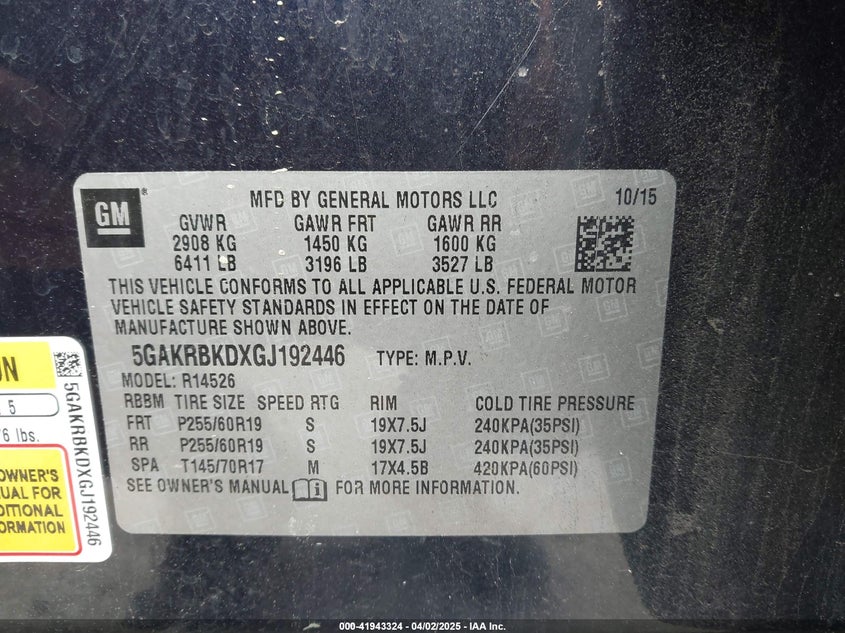 GM®
MFD BY GENERAL MOTORS LLC 10/15
GVWR GAWR FRT GAWR RR
2908 KG 1450 KG 1600 KG
6411 LB 3196 LB 3527 LB
THIS VEHICLE CONFORMS TO ALL APPLICABLE U.S. FEDERAL MOTOR
VEHICLE SAFETY STANDARDS IN EFFECT ON THE DATE OF
MANUFACTURE SHOWN ABOVE.
5GAKRBKDXGJ192446 TYPE: M.P.V.
MODEL: R14526
RBBM TIRE SIZE SPEED RTG RIM COLD TIRE PRESSURE
FRT P255/60R19 S 19X7.5J 240KPA(35PSI)
RR P255/60R19 S 19X7.5J 240KPA(35PSI)
SPA T145/70R17 M 17X4.5B 420KPA(60PSI)
SEE OWNER'S MANUAL FOR MORE INFORMATION.
5
lbs.
OWNER'S
FOR
5GAKRBKDXGJ192446
000-41943324 - 04/02/2025 - IAA Inc.